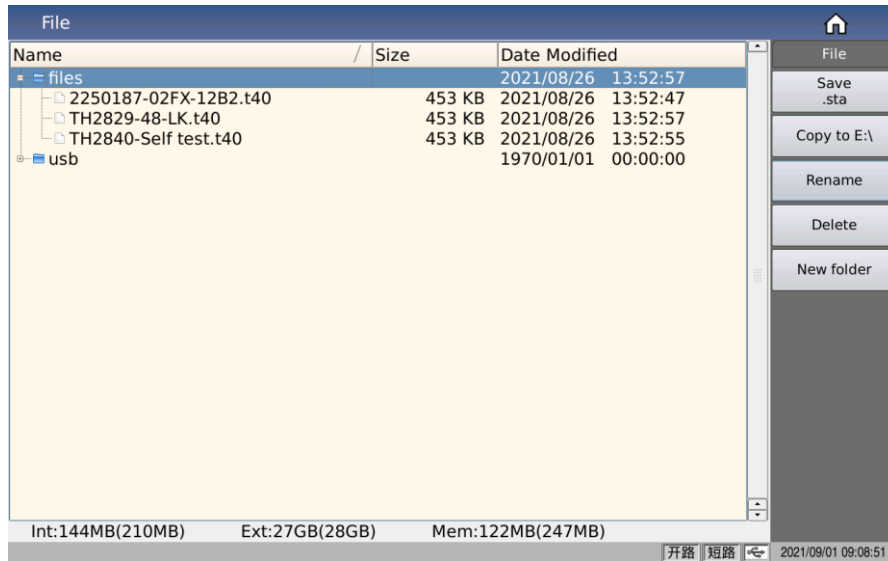 File
Name / Size Date Modified
files 2021/08/26 13:52:57
2250187-02FX-12B2.t40 453 KB 2021/08/26 13:52:47
TH2829-48-LK.t40 453 KB 2021/08/26 13:52:57
TH2840-Self test.t40 453 KB 2021/08/26 13:52:55
usb 1970/01/01 00:00:00
File
Save
.sta
Copy to E:\
Rename
Delete
New folder
Int:144MB(210MB) Ext:27GB(28GB) Mem:122MB(247MB)
开路 短路 2021/09/01 09:08:51